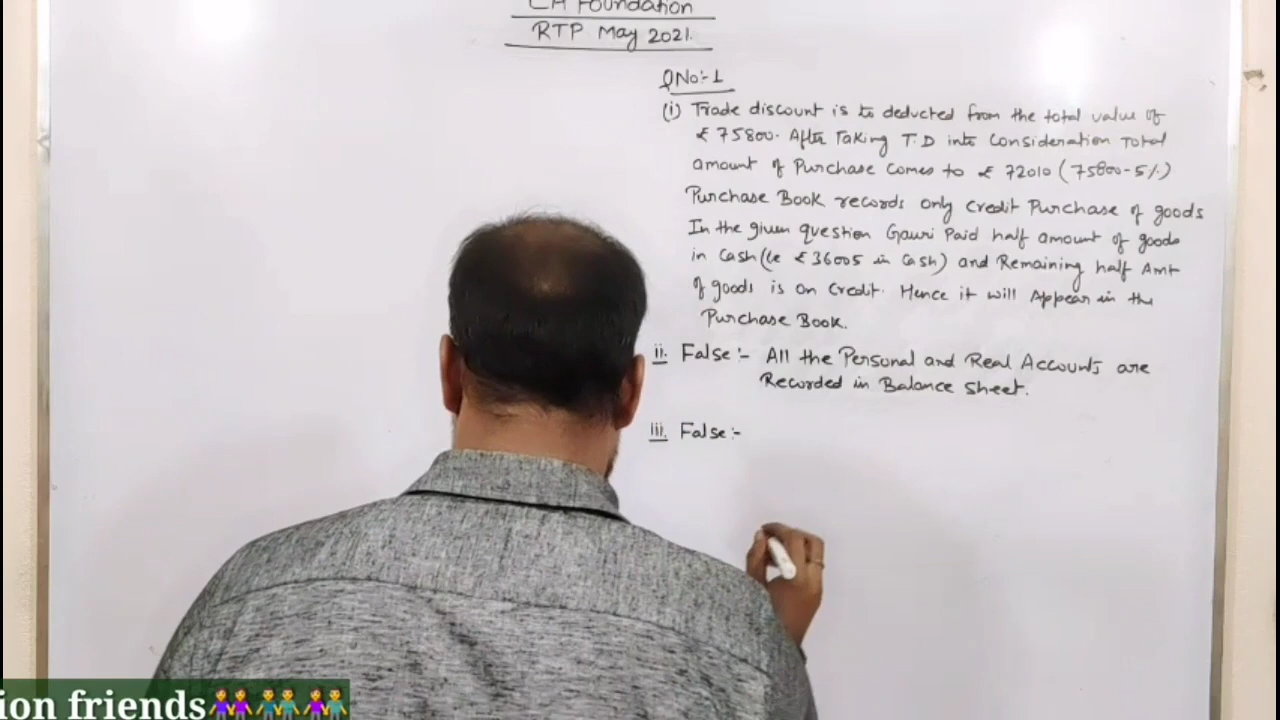 CA Foundation
RTP May 2021.
QNo:-1
(i) Trade discount is to deducted from the total value of
₹ 75800. After Taking T.D into Consideration Total
amount of Purchase Comes to ₹ 72010 (75800-5%)
Purchase Book records only Credit Purchase of goods
In the given question Gauri Paid half amount of goods
in Cash (ie ₹ 36005 in Cash) and Remaining half Amt
of goods is on Credit. Hence it will Appear in the
Purchase Book.
ii. False:- All the Personal and Real Accounts are
Recorded in Balance Sheet.
iii. False:-
ion friends👭👬👫